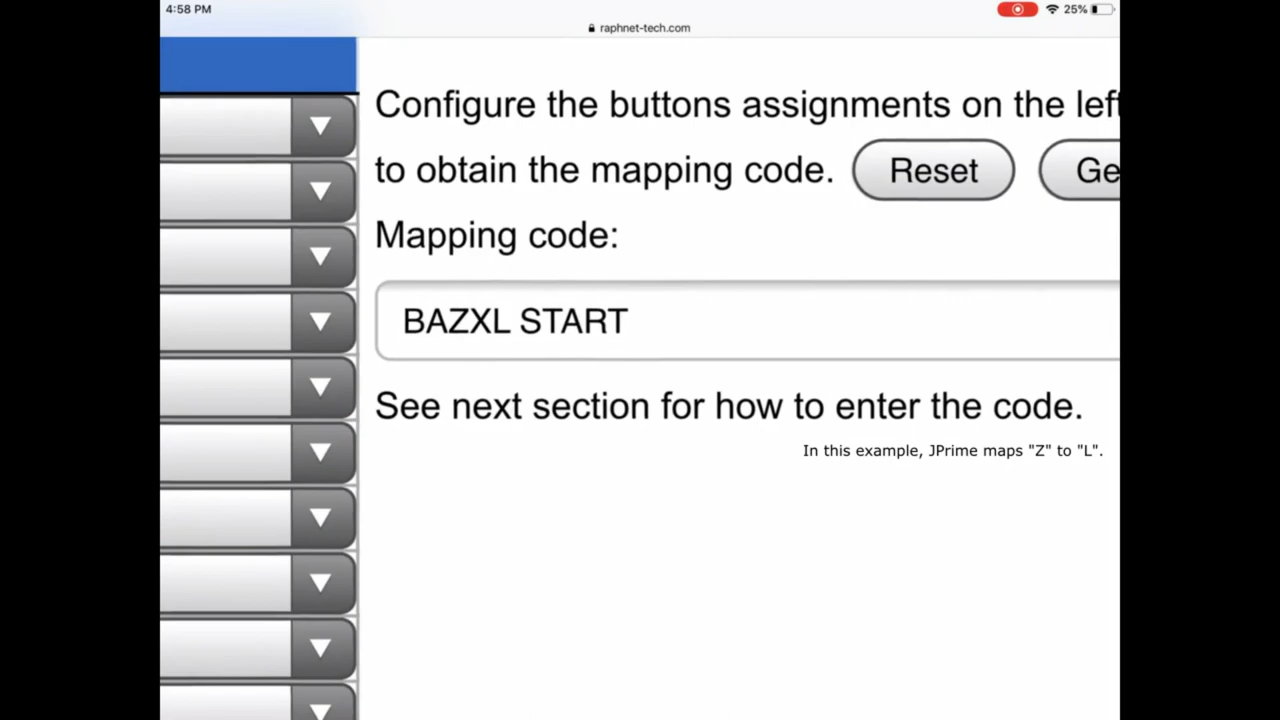 4:58 PM
25%
raphnet-tech.com
Configure the buttons assignments on the left
to obtain the mapping code. Reset
Mapping code:
BAZXL START
See next section for how to enter the code.
In this example, JPrime maps "Z" to "L".